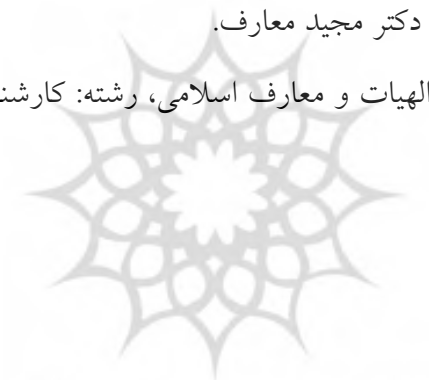 دکتر مجید معارف.
الهیات و معارف اسلامی، رشته: کارشنا